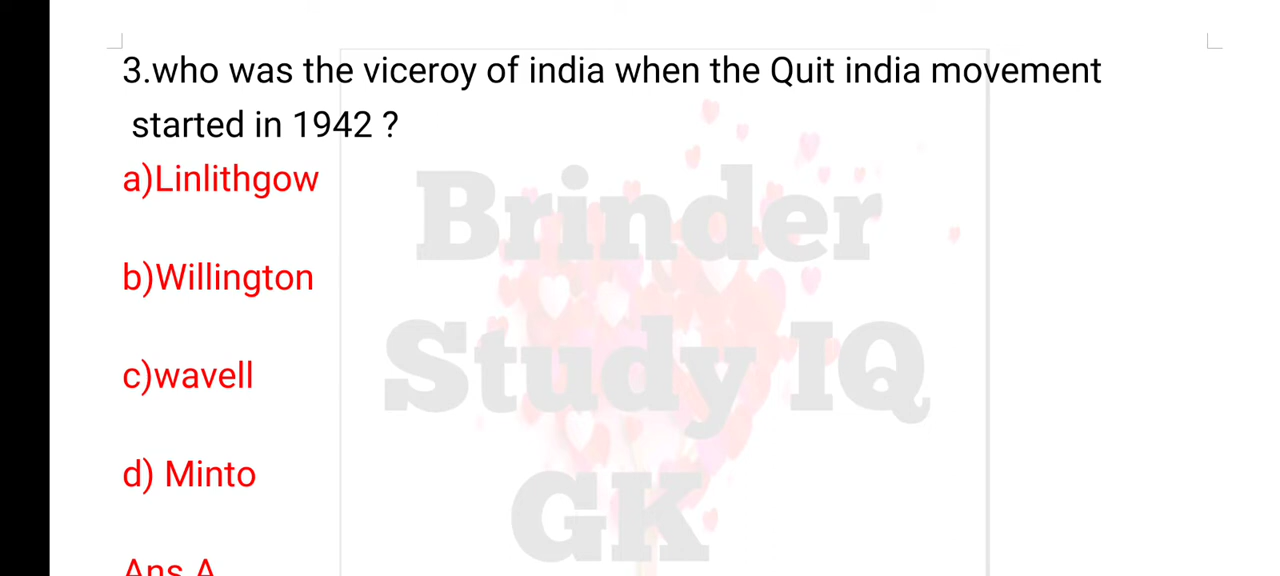 3.who was the viceroy of india when the Quit india movement
started in 1942 ?
a)Linlithgow
b)Willington
c)wavell
d) Minto
Ans A
Brinder
Study IQ
GK